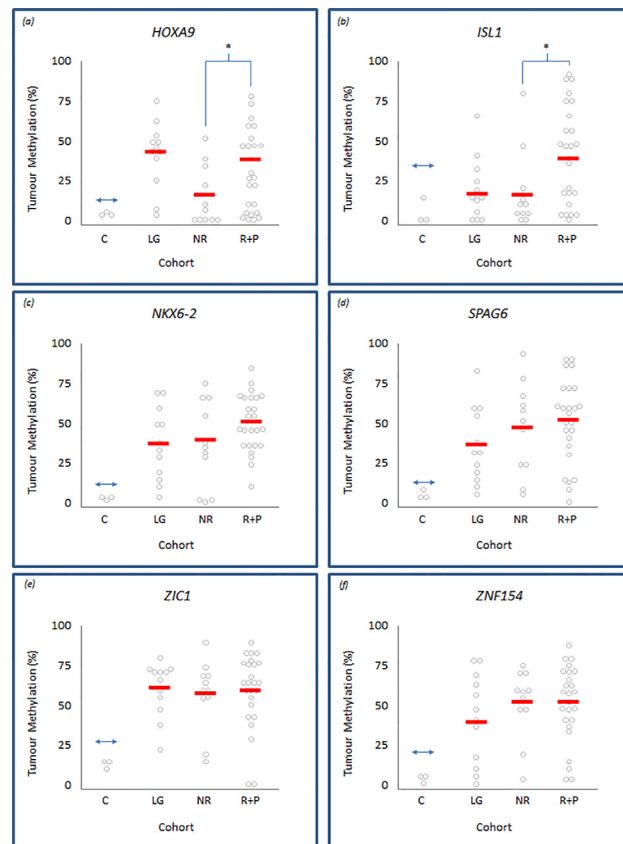 (a)
HOXA9
*
100
75
50
25
0
Tumour Methylation (%)
C LG NR R+P
Cohort
(b)
ISL1
*
100
75
50
25
0
Tumour Methylation (%)
C LG NR R+P
Cohort
(c)
NKX6-2
100
75
50
25
0
Tumour Methylation (%)
C LG NR R+P
Cohort
(d)
SPAG6
100
75
50
25
0
Tumour Methylation (%)
C LG NR R+P
Cohort
(e)
ZIC1
100
75
50
25
0
Tumour Methylation (%)
C LG NR R+P
Cohort
(f)
ZNF154
100
75
50
25
0
Tumour Methylation (%)
C LG NR R+P
Cohort